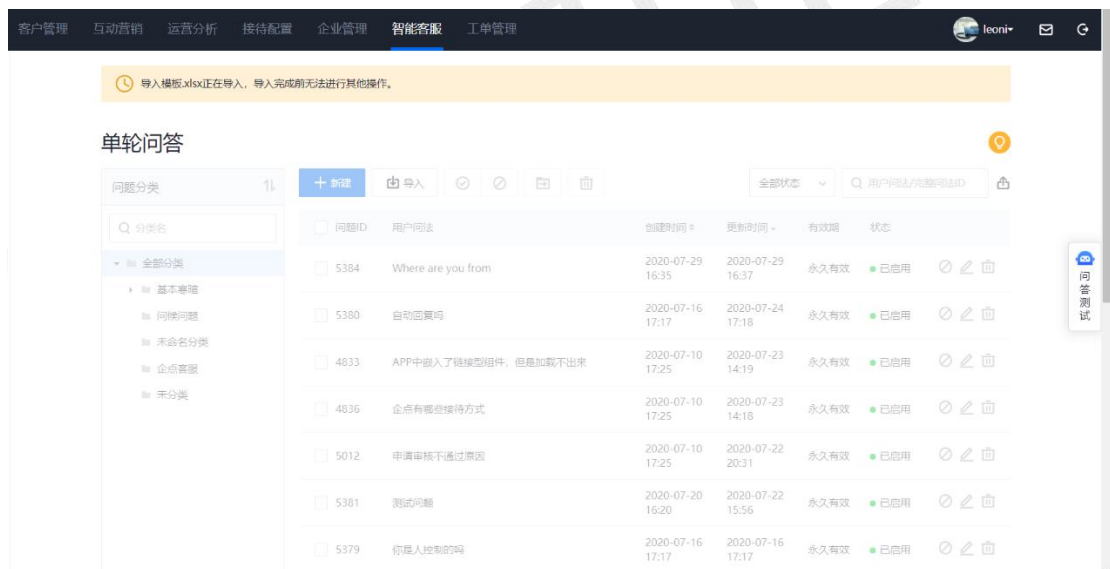 客户管理 互动营销 运营分析 接待配置 企业管理 智能客服 工单管理 leoni
导入模板.xlsx正在导入，导入完成前无法进行其他操作。
单轮问答
问题分类 新建 导入 全部状态 用户问法/完整问法ID
分类名 问题ID 用户问法 创建时间 更新时间 有效期 状态
全部分类
基本寒暄
问候问题
未命名分类
企点客服
未分类
5384 Where are you from 2020-07-29 16:35 2020-07-29 16:37 永久有效 已启用
5380 自动回复吗 2020-07-16 17:17 2020-07-24 17:18 永久有效 已启用
4833 APP中嵌入了链接型组件，但是加载不出来 2020-07-10 17:25 2020-07-23 14:19 永久有效 已启用
4836 企点有哪些接待方式 2020-07-10 17:25 2020-07-23 14:18 永久有效 已启用
5012 申请审核不通过原因 2020-07-10 17:25 2020-07-22 20:31 永久有效 已启用
5381 测试问题 2020-07-20 16:20 2020-07-22 15:56 永久有效 已启用
5379 你是人控制的吗 2020-07-16 17:17 2020-07-16 17:17 永久有效 已启用
问答测试